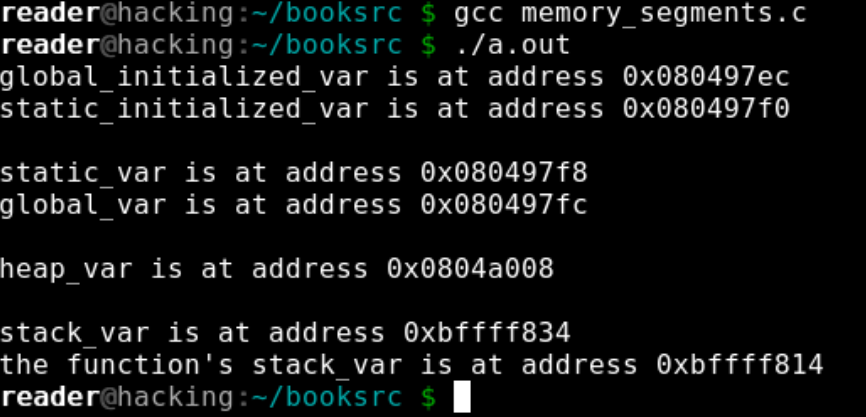 reader@hacking:~/booksrc $ gcc memory_segments.c
reader@hacking:~/booksrc $ ./a.out
global_initialized_var is at address 0x080497ec
static_initialized_var is at address 0x080497f0
static_var is at address 0x080497f8
global_var is at address 0x080497fc
heap_var is at address 0x0804a008
stack_var is at address 0xbffff834
the function's stack_var is at address 0xbffff814
reader@hacking:~/booksrc $